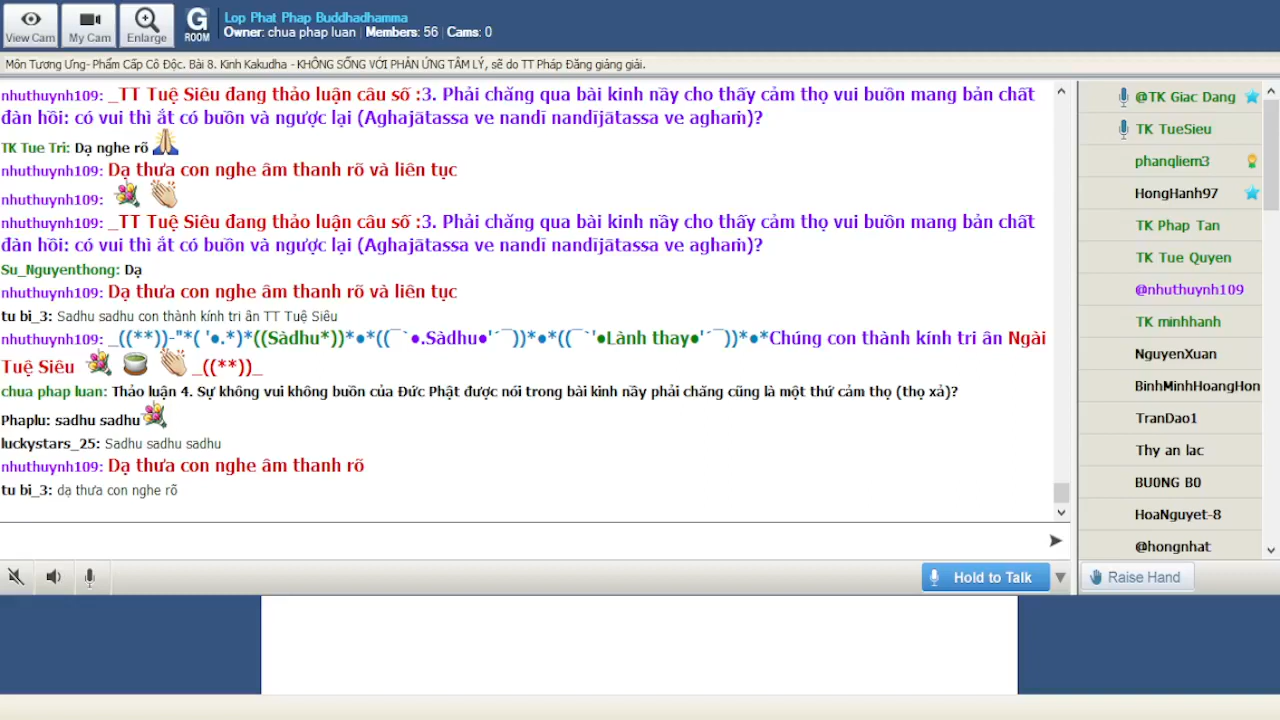 View Cam
My Cam
Enlarge
G
ROOM
Lop Phat Phap Buddhadhamma
Owner: chua phap luan | Members: 56 | Cams: 0
Môn Tương Ưng- Phẩm Cấp Cô Độc. Bài 8. Kinh Kakudha - KHÔNG SỐNG VỚI PHẢN ỨNG TÂM LÝ, sẽ do TT Pháp Đăng giảng giải.
nhuthuynh109: _TT Tuệ Siêu đang thảo luận câu số :3. Phải chăng qua bài kinh nầy cho thấy cảm thọ vui buồn mang bản chất
đàn hồi: có vui thì ắt có buồn và ngược lại (Aghajātassa ve nandī nandījātassa ve aghaṁ)?
TK Tue Tri: Dạ nghe rõ
nhuthuynh109: Dạ thưa con nghe âm thanh rõ và liên tục
nhuthuynh109:
nhuthuynh109: _TT Tuệ Siêu đang thảo luận câu số :3. Phải chăng qua bài kinh nầy cho thấy cảm thọ vui buồn mang bản chất
đàn hồi: có vui thì ắt có buồn và ngược lại (Aghajātassa ve nandī nandījātassa ve aghaṁ)?
Su_Nguyenthong: Dạ
nhuthuynh109: Dạ thưa con nghe âm thanh rõ và liên tục
tu bi_3: Sadhu sadhu con thành kính tri ân TT Tuệ Siêu
nhuthuynh109: _((**))-"*( '●.*)*((Sàdhu*))*●*((¯`●.Sàdhu●'´¯))*●*((¯`'●Lành thay●'´¯))*●*Chúng con thành kính tri ân Ngài
Tuệ Siêu _((**))_
chua phap luan: Thảo luận 4. Sự không vui không buồn của Đức Phật được nói trong bài kinh nầy phải chăng cũng là một thứ cảm thọ (thọ xả)?
Phaplu: sadhu sadhu
luckystars_25: Sadhu sadhu sadhu
nhuthuynh109: Dạ thưa con nghe âm thanh rõ
tu bi_3: dạ thưa con nghe rõ
@TK Giac Dang
TK TueSieu
phanqliem3
HongHanh97
TK Phap Tan
TK Tue Quyen
@nhuthuynh109
TK minhhanh
NguyenXuan
BinhMinhHoangHon
TranDao1
Thy an lac
BU0NG B0
HoaNguyet-8
@hongnhat
Hold to Talk
Raise Hand